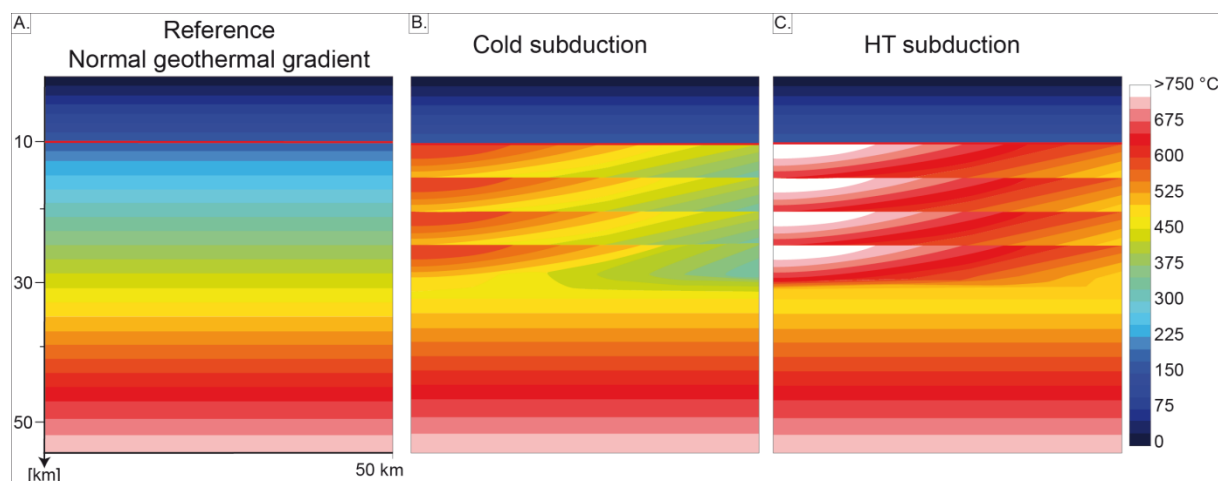 A.
Reference
Normal geothermal gradient
B.
Cold subduction
C.
HT subduction
10
30
50
[km]
50 km
>750 °C
675
600
525
450
375
300
225
150
75
0